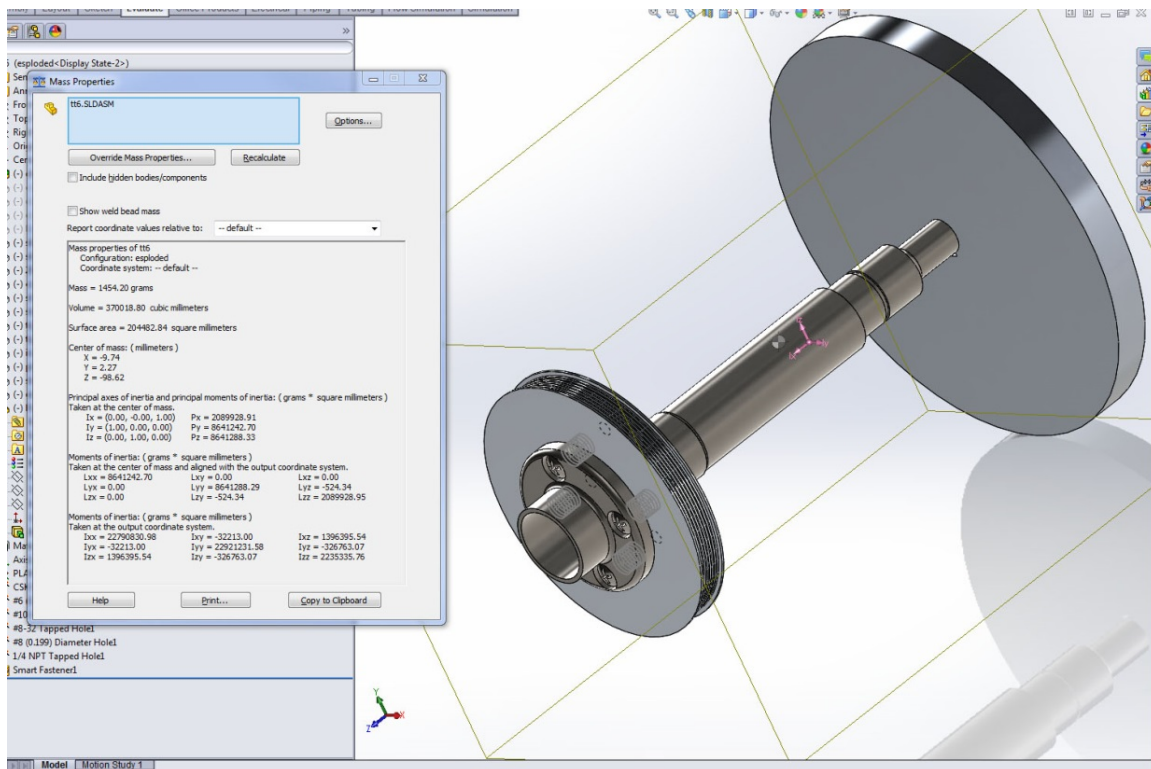 Evaluate
(esploded<Display State-2>)
Mass Properties
tt6.SLDASM
Options...
Override Mass Properties...
Recalculate
Include hidden bodies/components
Show weld bead mass
Report coordinate values relative to: -- default --
Mass properties of tt6
Configuration: esploded
Coordinate system: -- default --
Mass = 1454.20 grams
Volume = 370018.80 cubic millimeters
Surface area = 204482.84 square millimeters
Center of mass: ( millimeters )
X = -9.74
Y = 2.27
Z = -98.62
Principal axes of inertia and principal moments of inertia: ( grams * square millimeters )
Taken at the center of mass.
Ix = (0.00, -0.00, 1.00) Px = 2089928.91
Iy = (1.00, 0.00, 0.00) Py = 8641242.70
Iz = (0.00, 1.00, 0.00) Pz = 8641288.33
Moments of inertia: ( grams * square millimeters )
Taken at the center of mass and aligned with the output coordinate system.
Lxx = 8641242.70 Lxy = 0.00 Lxz = 0.00
Lyx = 0.00 Lyy = 8641288.29 Lyz = -524.34
Lzx = 0.00 Lzy = -524.34 Lzz = 2089928.95
Moments of inertia: ( grams * square millimeters )
Taken at the output coordinate system.
Ixx = 22790830.98 Ixy = -32213.00 Ixz = 1396395.54
Iyx = -32213.00 Iyy = 22921231.58 Iyz = -326763.07
Izx = 1396395.54 Izy = -326763.07 Izz = 2235335.76
Help
Print...
Copy to Clipboard
#8-32 Tapped Hole1
#8 (0.199) Diameter Hole1
1/4 NPT Tapped Hole1
Smart Fastener1
Y
X
Z
Model
Motion Study 1